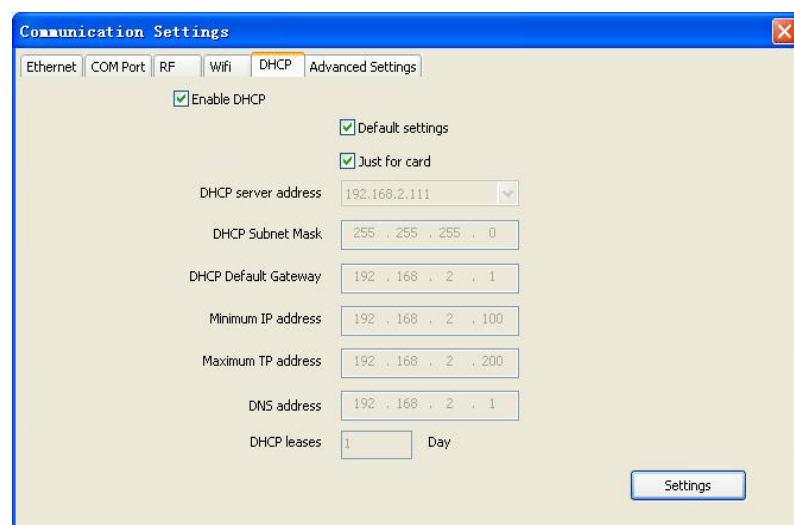 Communication Settings
Ethernet COM Port RF Wifi DHCP Advanced Settings
Enable DHCP
Default settings
Just for card
DHCP server address 192.168.2.111
DHCP Subnet Mask 255 . 255 . 255 . 0
DHCP Default Gateway 192 . 168 . 2 . 1
Minimum IP address 192 . 168 . 2 . 100
Maximum TP address 192 . 168 . 2 . 200
DNS address 192 . 168 . 2 . 1
DHCP leases 1 Day
Settings